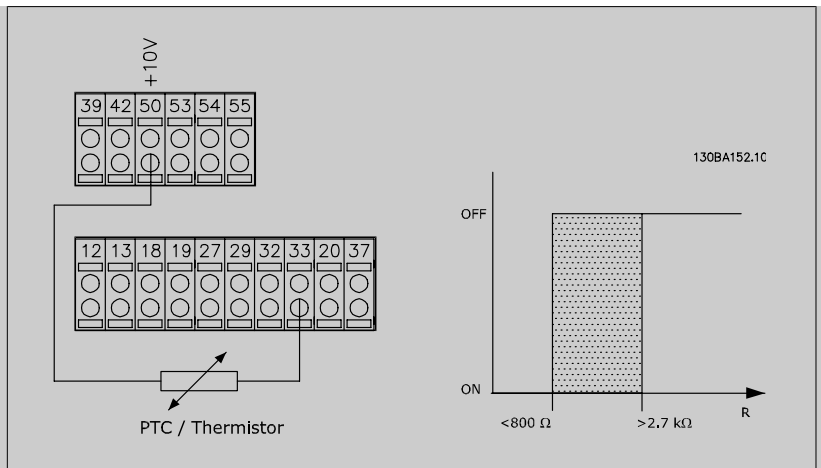 +10V
39 42 50 53 54 55
130BA152.10
OFF
12 13 18 19 27 29 32 33 20 37
ON
<800 Ω >2.7 kΩ R
PTC / Thermistor